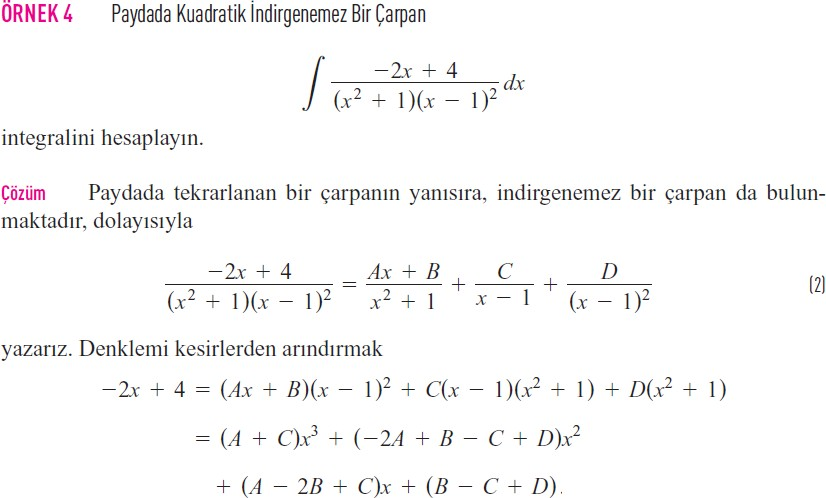 ÖRNEK 4 Paydada Kuadratik İndirgenemez Bir Çarpan
∫ (−2x + 4)/((x² + 1)(x − 1)²) dx
integralini hesaplayın.
Çözüm Paydada tekrarlanan bir çarpanın yanısıra, indirgenemez bir çarpan da bulun-
maktadır, dolayısıyla
(−2x + 4)/((x² + 1)(x − 1)²) = (Ax + B)/(x² + 1) + C/(x − 1) + D/(x − 1)² (2)
yazarız. Denklemi kesirlerden arındırmak
−2x + 4 = (Ax + B)(x − 1)² + C(x − 1)(x² + 1) + D(x² + 1)
= (A + C)x³ + (−2A + B − C + D)x²
+ (A − 2B + C)x + (B − C + D).